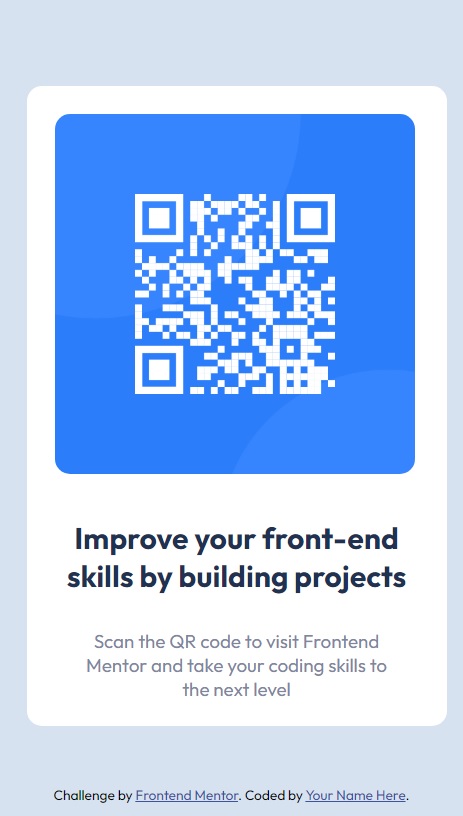 Improve your front-end
skills by building projects
Scan the QR code to visit Frontend
Mentor and take your coding skills to
the next level
Challenge by Frontend Mentor. Coded by Your Name Here.